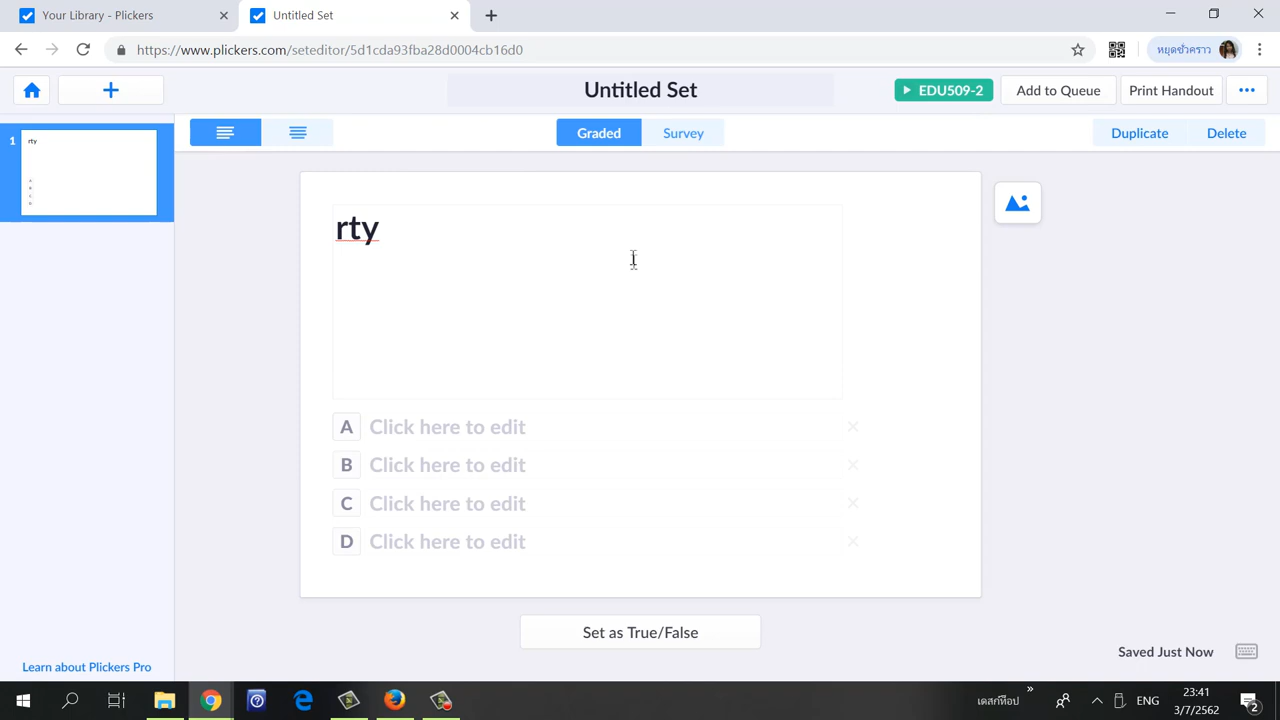 Your Library - Plickers
Untitled Set
https://www.plickers.com/seteditor/5d1cda93fba28d0004cb16d0
หยุดชั่วคราว
Untitled Set
EDU509-2
Add to Queue
Print Handout
Graded
Survey
Duplicate
Delete
1
rty
A
B
C
D
rty
A Click here to edit
B Click here to edit
C Click here to edit
D Click here to edit
Set as True/False
Learn about Plickers Pro
Saved Just Now
เดสก์ท็อป
ENG
23:41
3/7/2562
2